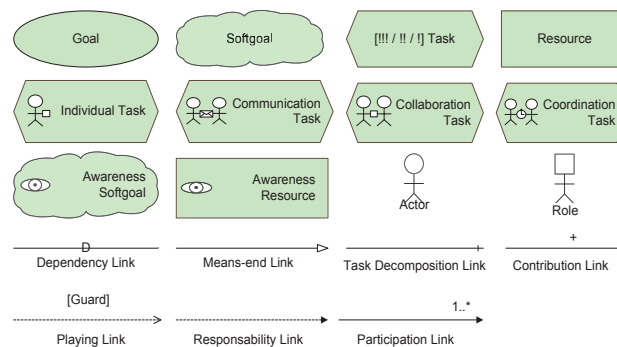 Goal
Softgoal
[!!! / !! / !] Task
Resource
Individual Task
Communication
Task
Collaboration
Task
Coordination
Task
Awareness
Softgoal
Awareness
Resource
Actor
Role
D
Dependency Link
Means-end Link
+
Task Decomposition Link
+
Contribution Link
[Guard]
Playing Link
Responsability Link
1..*
Participation Link